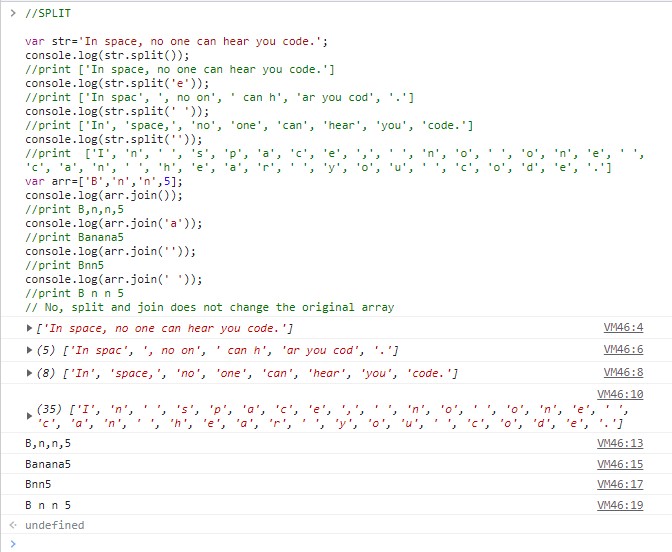 //SPLIT
var str='In space, no one can hear you code.';
console.log(str.split());
//print ['In space, no one can hear you code.']
console.log(str.split('e'));
//print ['In spac', ', no on', ' can h', 'ar you cod', '.']
console.log(str.split(' '));
//print ['In', 'space,', 'no', 'one', 'can', 'hear', 'you', 'code.']
console.log(str.split(''));
//print  ['I', 'n', ' ', 's', 'p', 'a', 'c', 'e', ',', ' ', 'n', 'o', ' ', 'o', 'n', 'e', ' ',
'c', 'a', 'n', ' ', 'h', 'e', 'a', 'r', ' ', 'y', 'o', 'u', ' ', 'c', 'o', 'd', 'e', '.']
var arr=['B','n','n',5];
console.log(arr.join());
//print B,n,n,5
console.log(arr.join('a'));
//print Banana5
console.log(arr.join(''));
//print Bnn5
console.log(arr.join(' '));
//print B n n 5
// No, split and join does not change the original array
['In space, no one can hear you code.'] VM46:4
(5) ['In spac', ', no on', ' can h', 'ar you cod', '.'] VM46:6
(8) ['In', 'space,', 'no', 'one', 'can', 'hear', 'you', 'code.'] VM46:8
VM46:10
(35) ['I', 'n', ' ', 's', 'p', 'a', 'c', 'e', ',', ' ', 'n', 'o', ' ', 'o', 'n', 'e', ' ',
'c', 'a', 'n', ' ', 'h', 'e', 'a', 'r', ' ', 'y', 'o', 'u', ' ', 'c', 'o', 'd', 'e', '.']
B,n,n,5 VM46:13
Banana5 VM46:15
Bnn5 VM46:17
B n n 5 VM46:19
undefined